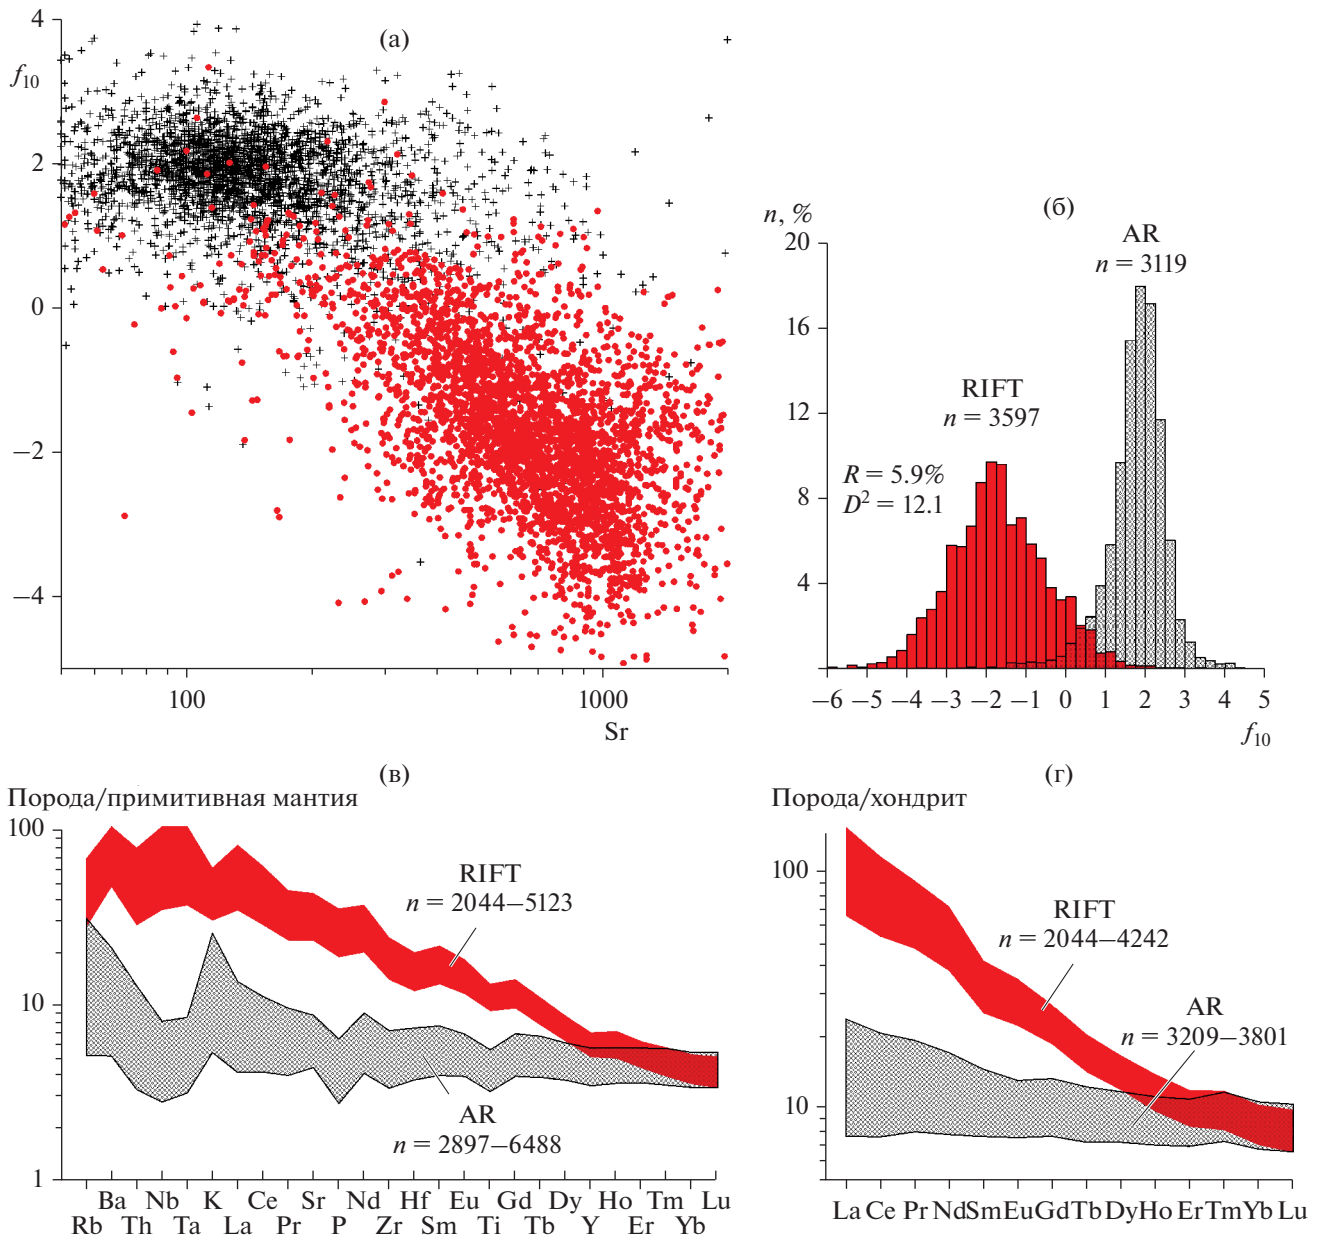 (а)
f10
4
2
0
−2
−4
100
1000
Sr
(б)
n, %
20
16
12
8
4
AR
n = 3119
RIFT
n = 3597
R = 5.9%
D2 = 12.1
−6 −5 −4 −3 −2 −1 0 1 2 3 4 5
f10
(в)
Порода/примитивная мантия
100
10
1
RIFT
n = 2044−5123
AR
n = 2897−6488
Ba Nb K Ce Sr Nd Hf Eu Gd Dy Ho Tm Lu
Rb Th Ta La Pr P Zr Sm Ti Tb Y Er Yb
(г)
Порода/хондрит
100
10
RIFT
n = 2044−4242
AR
n = 3209−3801
La Ce Pr Nd Sm Eu Gd Tb Dy Ho Er Tm Yb Lu